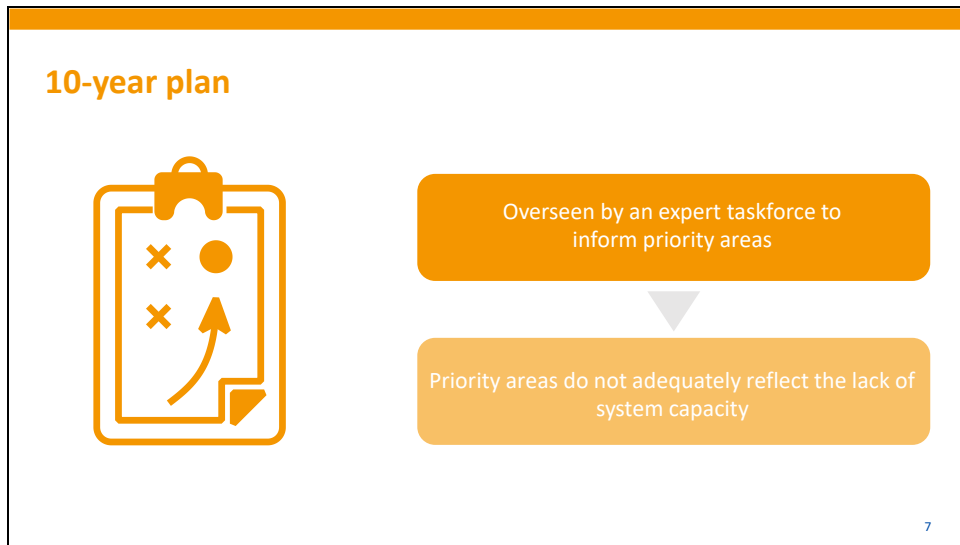 10-year plan
Overseen by an expert taskforce to
inform priority areas
Priority areas do not adequately reflect the lack of
system capacity
7